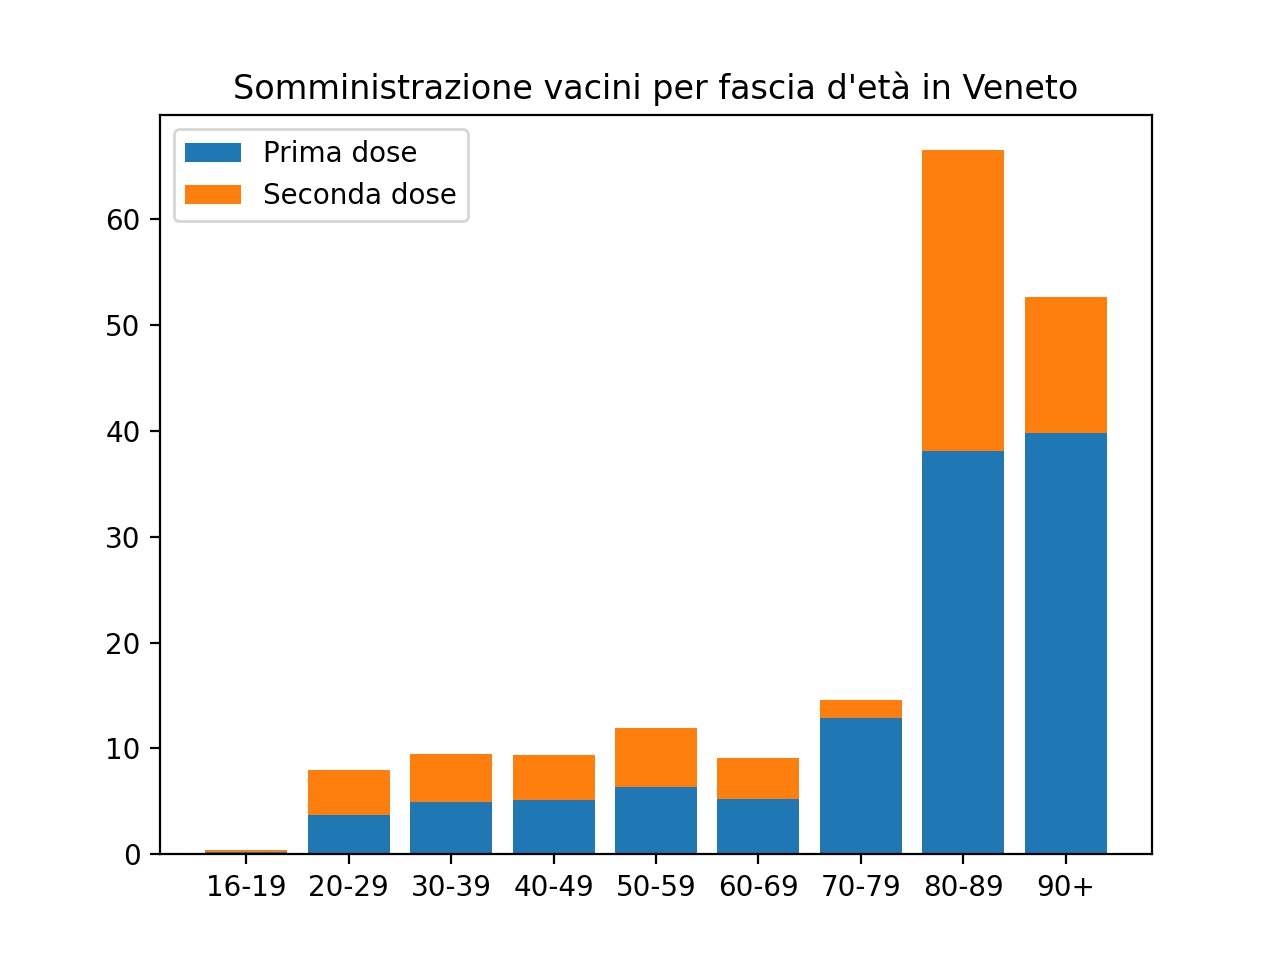 Somministrazione vacini per fascia d'età in Veneto
Prima dose
Seconda dose
60
50
40
30
20
10
0
16-19 20-29 30-39 40-49 50-59 60-69 70-79 80-89 90+